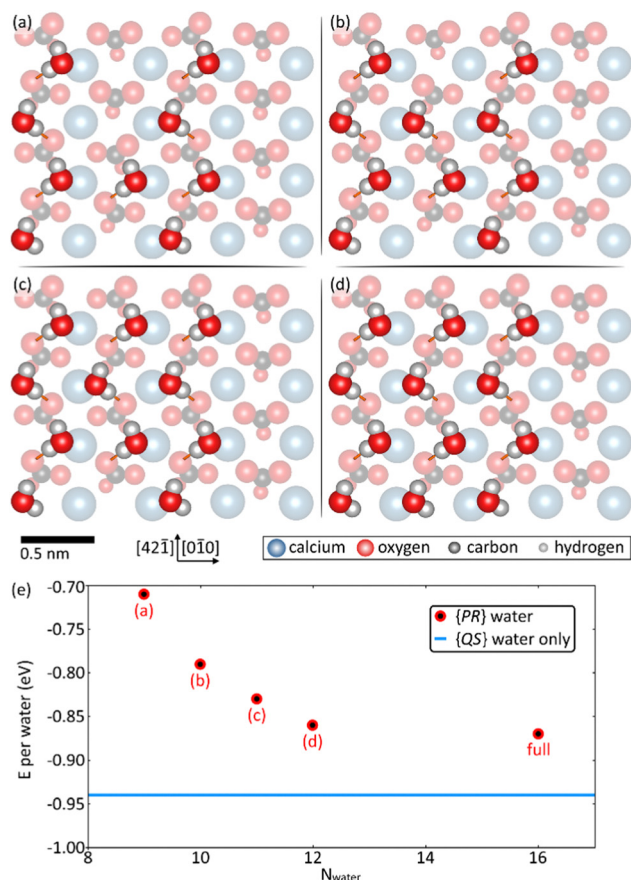 (a)
(b)
(c)
(d)
0.5 nm
[421̄]
[01̄0]
calcium
oxygen
carbon
hydrogen
(e)
E per water (eV)
-0.70
-0.75
-0.80
-0.85
-0.90
-0.95
-1.00
(a)
(b)
(c)
(d)
full
{PR} water
{QS} water only
8
10
12
14
16
Nwater